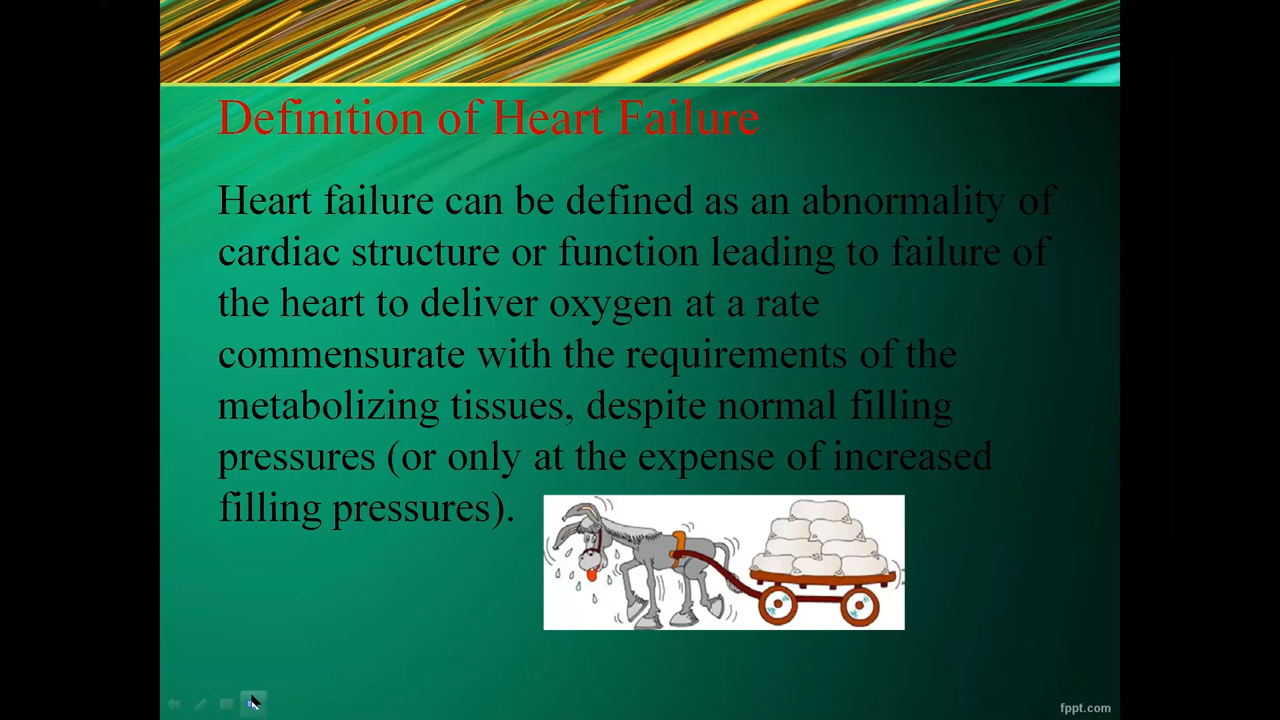 Definition of Heart Failure
Heart failure can be defined as an abnormality of
cardiac structure or function leading to failure of
the heart to deliver oxygen at a rate
commensurate with the requirements of the
metabolizing tissues, despite normal filling
pressures (or only at the expense of increased
filling pressures).
fppt.com